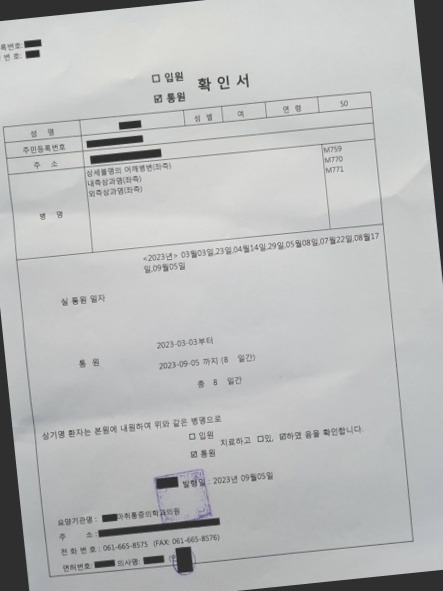 록번호:
번 호:
☐ 입원
☑ 통원
확 인 서
성 명 성 별 여 연 령 50
주민등록번호
주 소
병 명
상세불명의 어깨병변(좌측) M759
내측상과염(좌측) M770
외측상과염(좌측) M771
실 통원 일자
<2023년> 03월03일,23일,04월14일,29일,05월08일,07월22일,08월17
일,09월05일
통 원
2023-03-03부터
2023-09-05 까지 (8 일간)
총 8 일간
상기명 환자는 본원에 내원하여 위와 같은 병명으로
☐ 입원
☑ 통원
치료하고 ☐있, ☑하였 음을 확인합니다.
발행일 : 2023년 09월05일
요양기관명 : 마취통증의학과의원
주 소 :
전 화 번 호 : 061-665-8575 (FAX: 061-665-8576)
면허번호: 의사명: